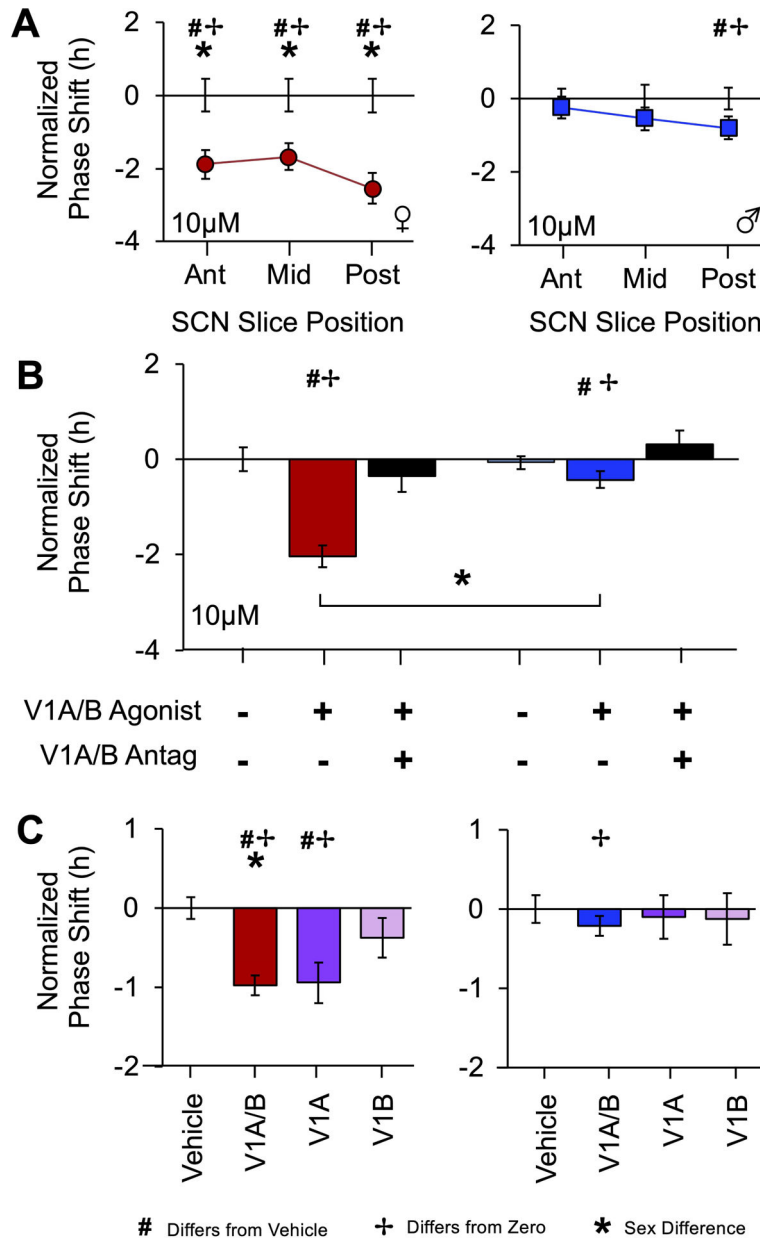 A
Normalized
Phase Shift (h)
2
0
-2
-4
#✢ #✢ #✢
* * *
10µM
♀
Ant Mid Post
SCN Slice Position
2
0
-2
-4
#✢
10µM
♂
Ant Mid Post
SCN Slice Position
B
Normalized
Phase Shift (h)
2
0
-2
-4
#✢ # ✢
*
10µM
V1A/B Agonist - + + - + +
V1A/B Antag - - + - - +
C
Normalized
Phase Shift (h)
1
0
-1
-2
#✢ #✢
*
Vehicle V1A/B V1A V1B
1
0
-1
-2
✢
Vehicle V1A/B V1A V1B
# Differs from Vehicle ✢ Differs from Zero * Sex Difference